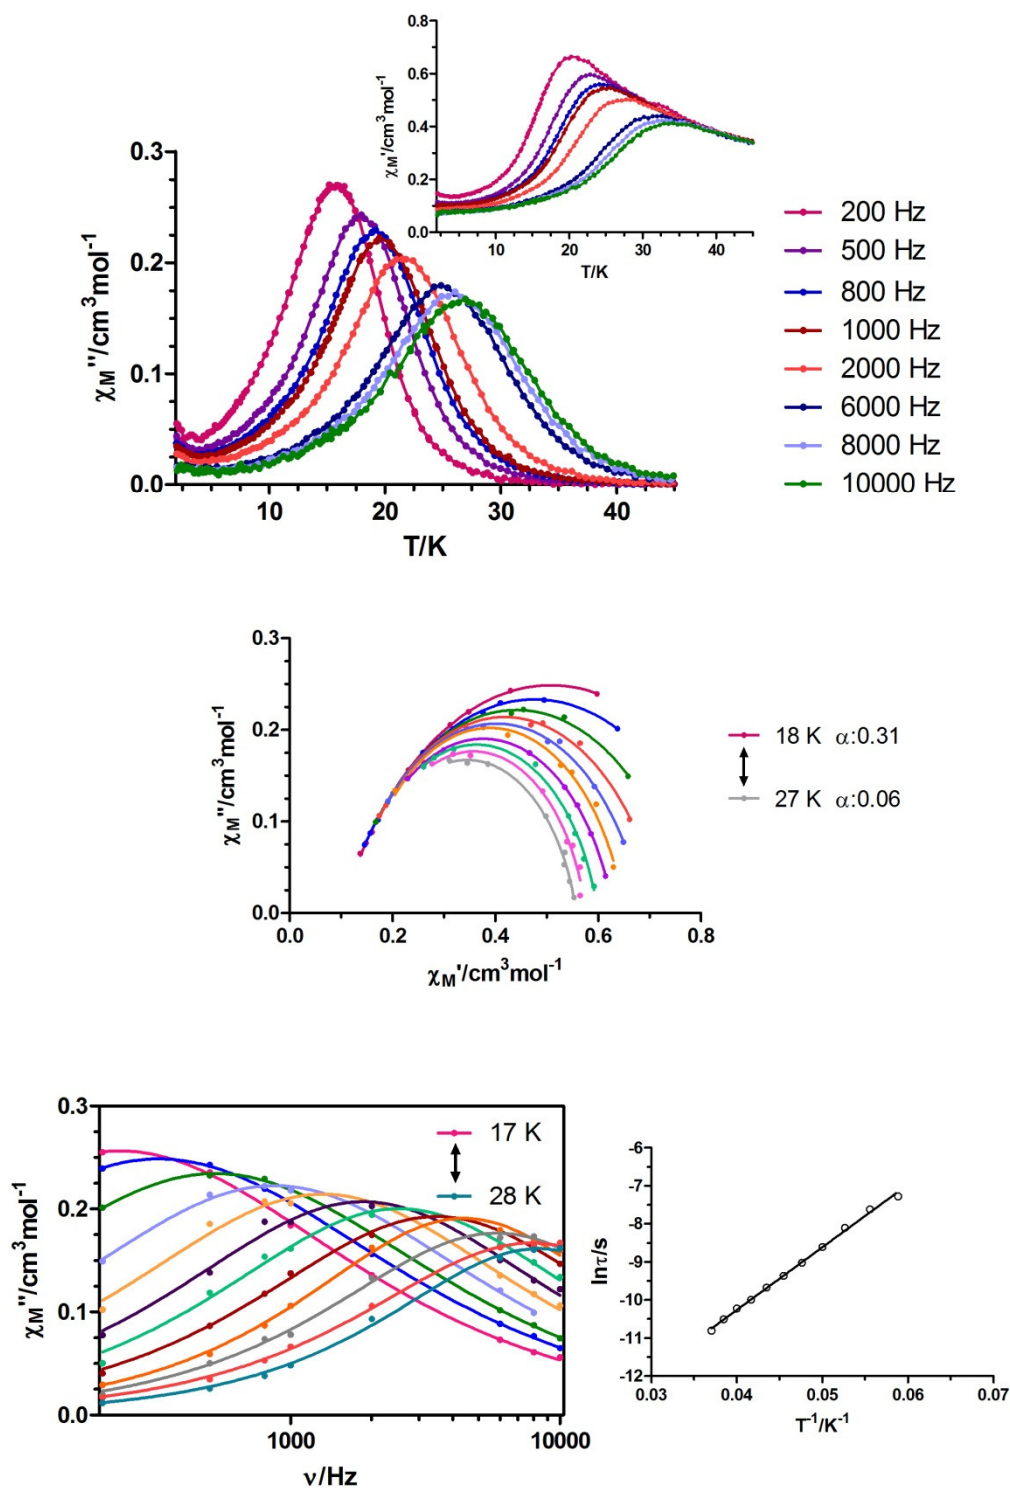 0.8
0.6
0.4
0.2
0.0
χM'/cm3mol-1
10 20 30 40
T/K
0.3
0.2
0.1
0.0
χM''/cm3mol-1
10 20 30 40
T/K
200 Hz
500 Hz
800 Hz
1000 Hz
2000 Hz
6000 Hz
8000 Hz
10000 Hz
0.3
0.2
0.1
0.0
χM''/cm3mol-1
0.0 0.2 0.4 0.6 0.8
χM'/cm3mol-1
18 K α:0.31
27 K α:0.06
0.3
0.2
0.1
0.0
χM''/cm3mol-1
1000 10000
ν/Hz
17 K
28 K
-6
-7
-8
-9
-10
-11
-12
lnτ/s
0.03 0.04 0.05 0.06 0.07
T-1/K-1